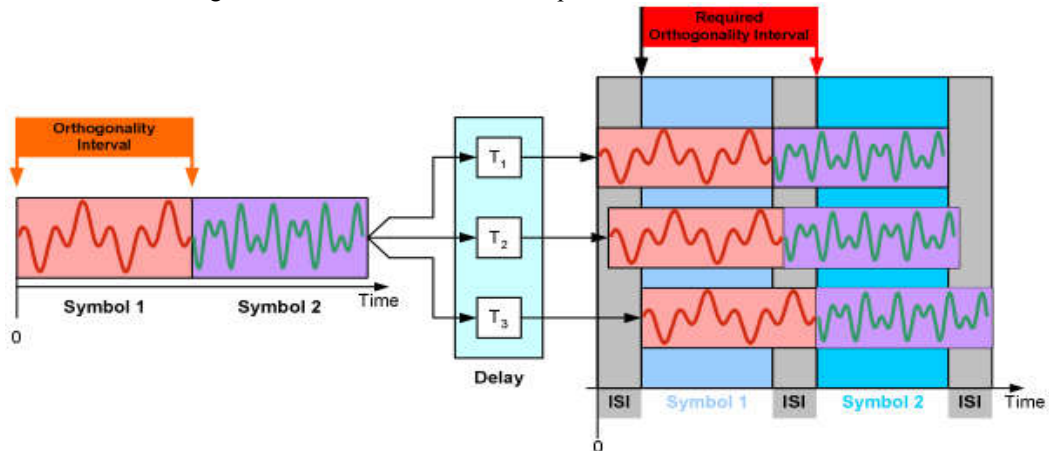 Required
Orthogonality Interval
Orthogonality
Interval
T1
T2
T3
Symbol 1 Symbol 2 Time
0
Delay
ISI Symbol 1 ISI Symbol 2 ISI Time
0